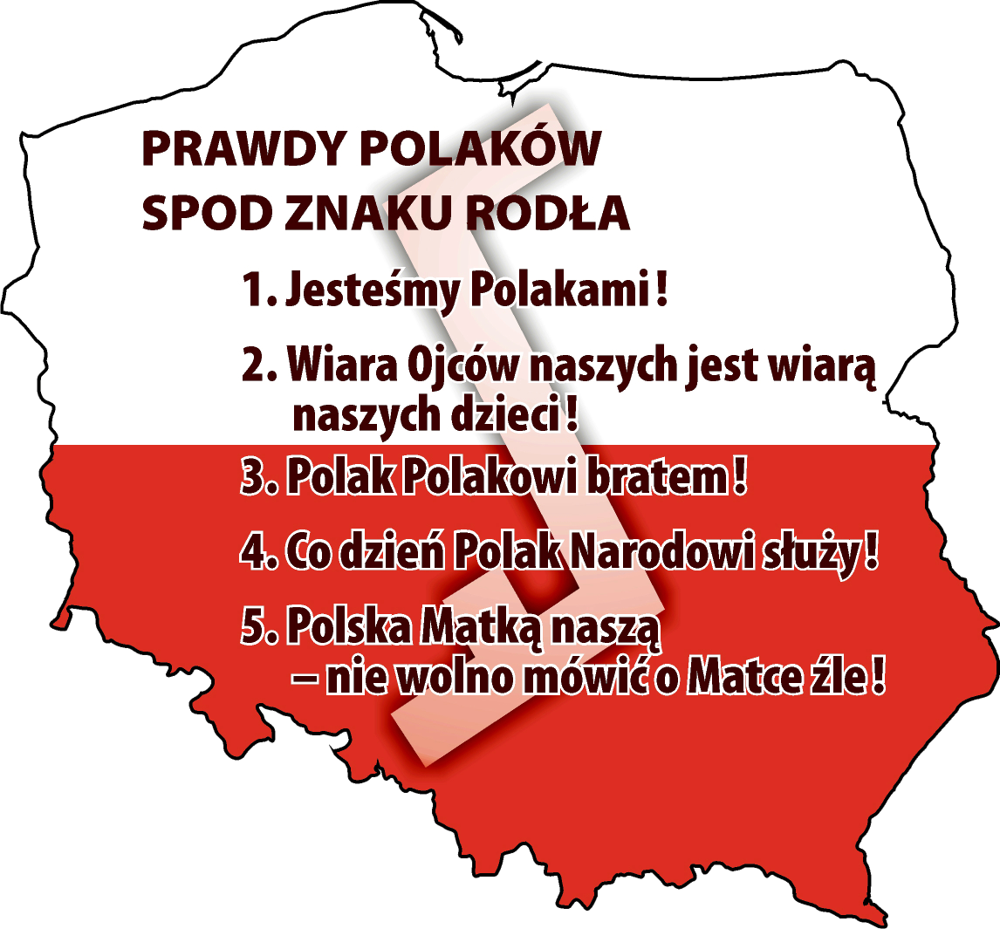 PRAWDY POLAKÓW
SPOD ZNAKU RODŁA
1. Jesteśmy Polakami!
2. Wiara Ojców naszych jest wiarą
naszych dzieci!
3. Polak Polakowi bratem!
4. Co dzień Polak Narodowi służy!
5. Polska Matką naszą
– nie wolno mówić o Matce źle!